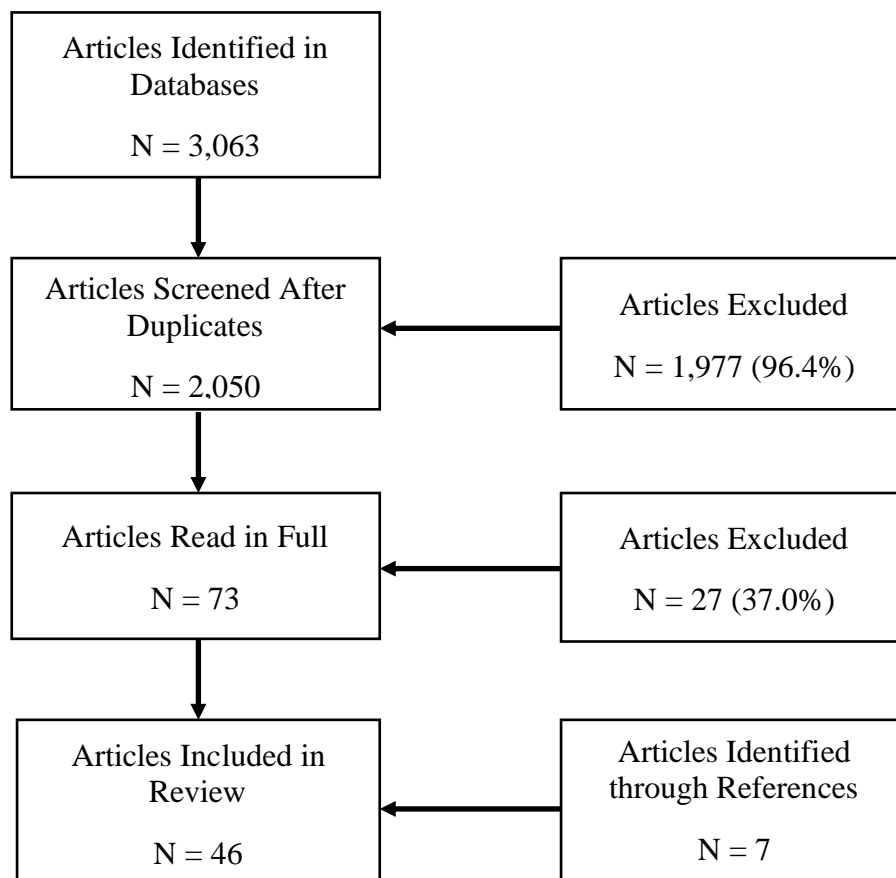 Articles Identified in
Databases
N = 3,063
Articles Screened After
Duplicates
N = 2,050
Articles Excluded
N = 1,977 (96.4%)
Articles Read in Full
N = 73
Articles Excluded
N = 27 (37.0%)
Articles Included in
Review
N = 46
Articles Identified
through References
N = 7